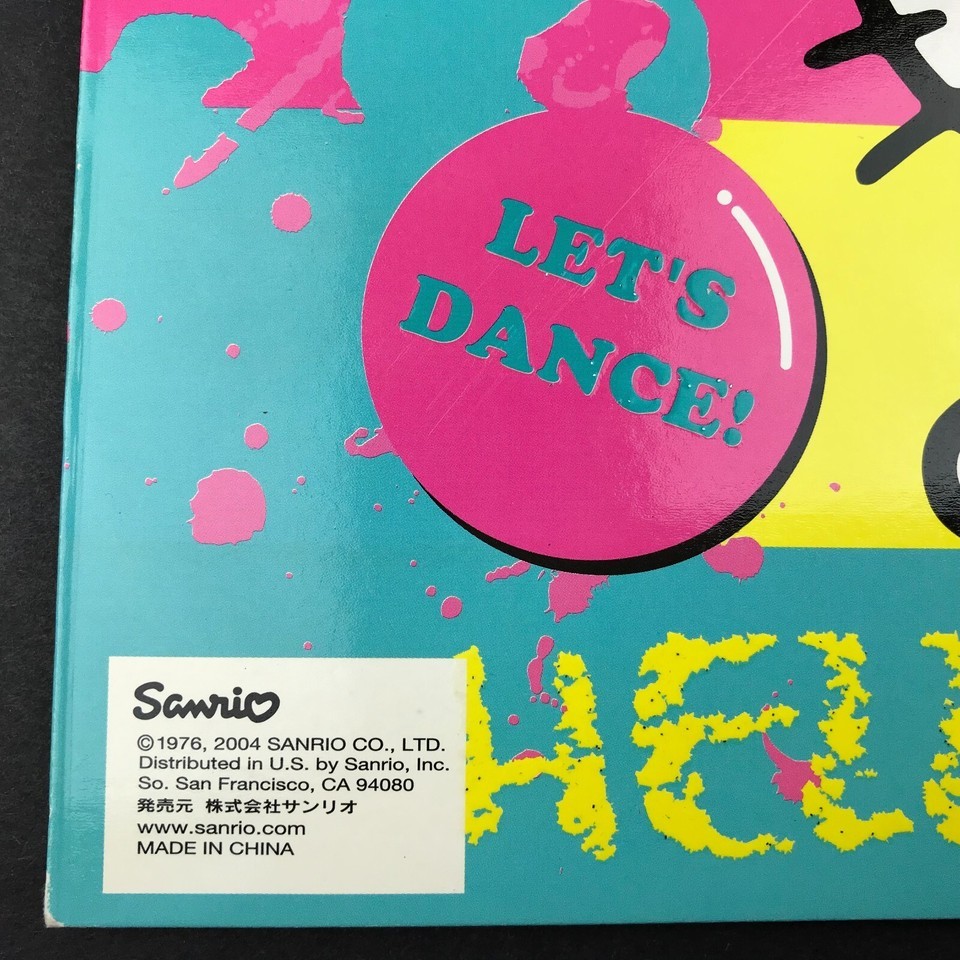 LET'S
DANCE!
HELL
Sanrio
©1976, 2004 SANRIO CO., LTD.
Distributed in U.S. by Sanrio, Inc.
So. San Francisco, CA 94080
発売元 株式会社サンリオ
www.sanrio.com
MADE IN CHINA